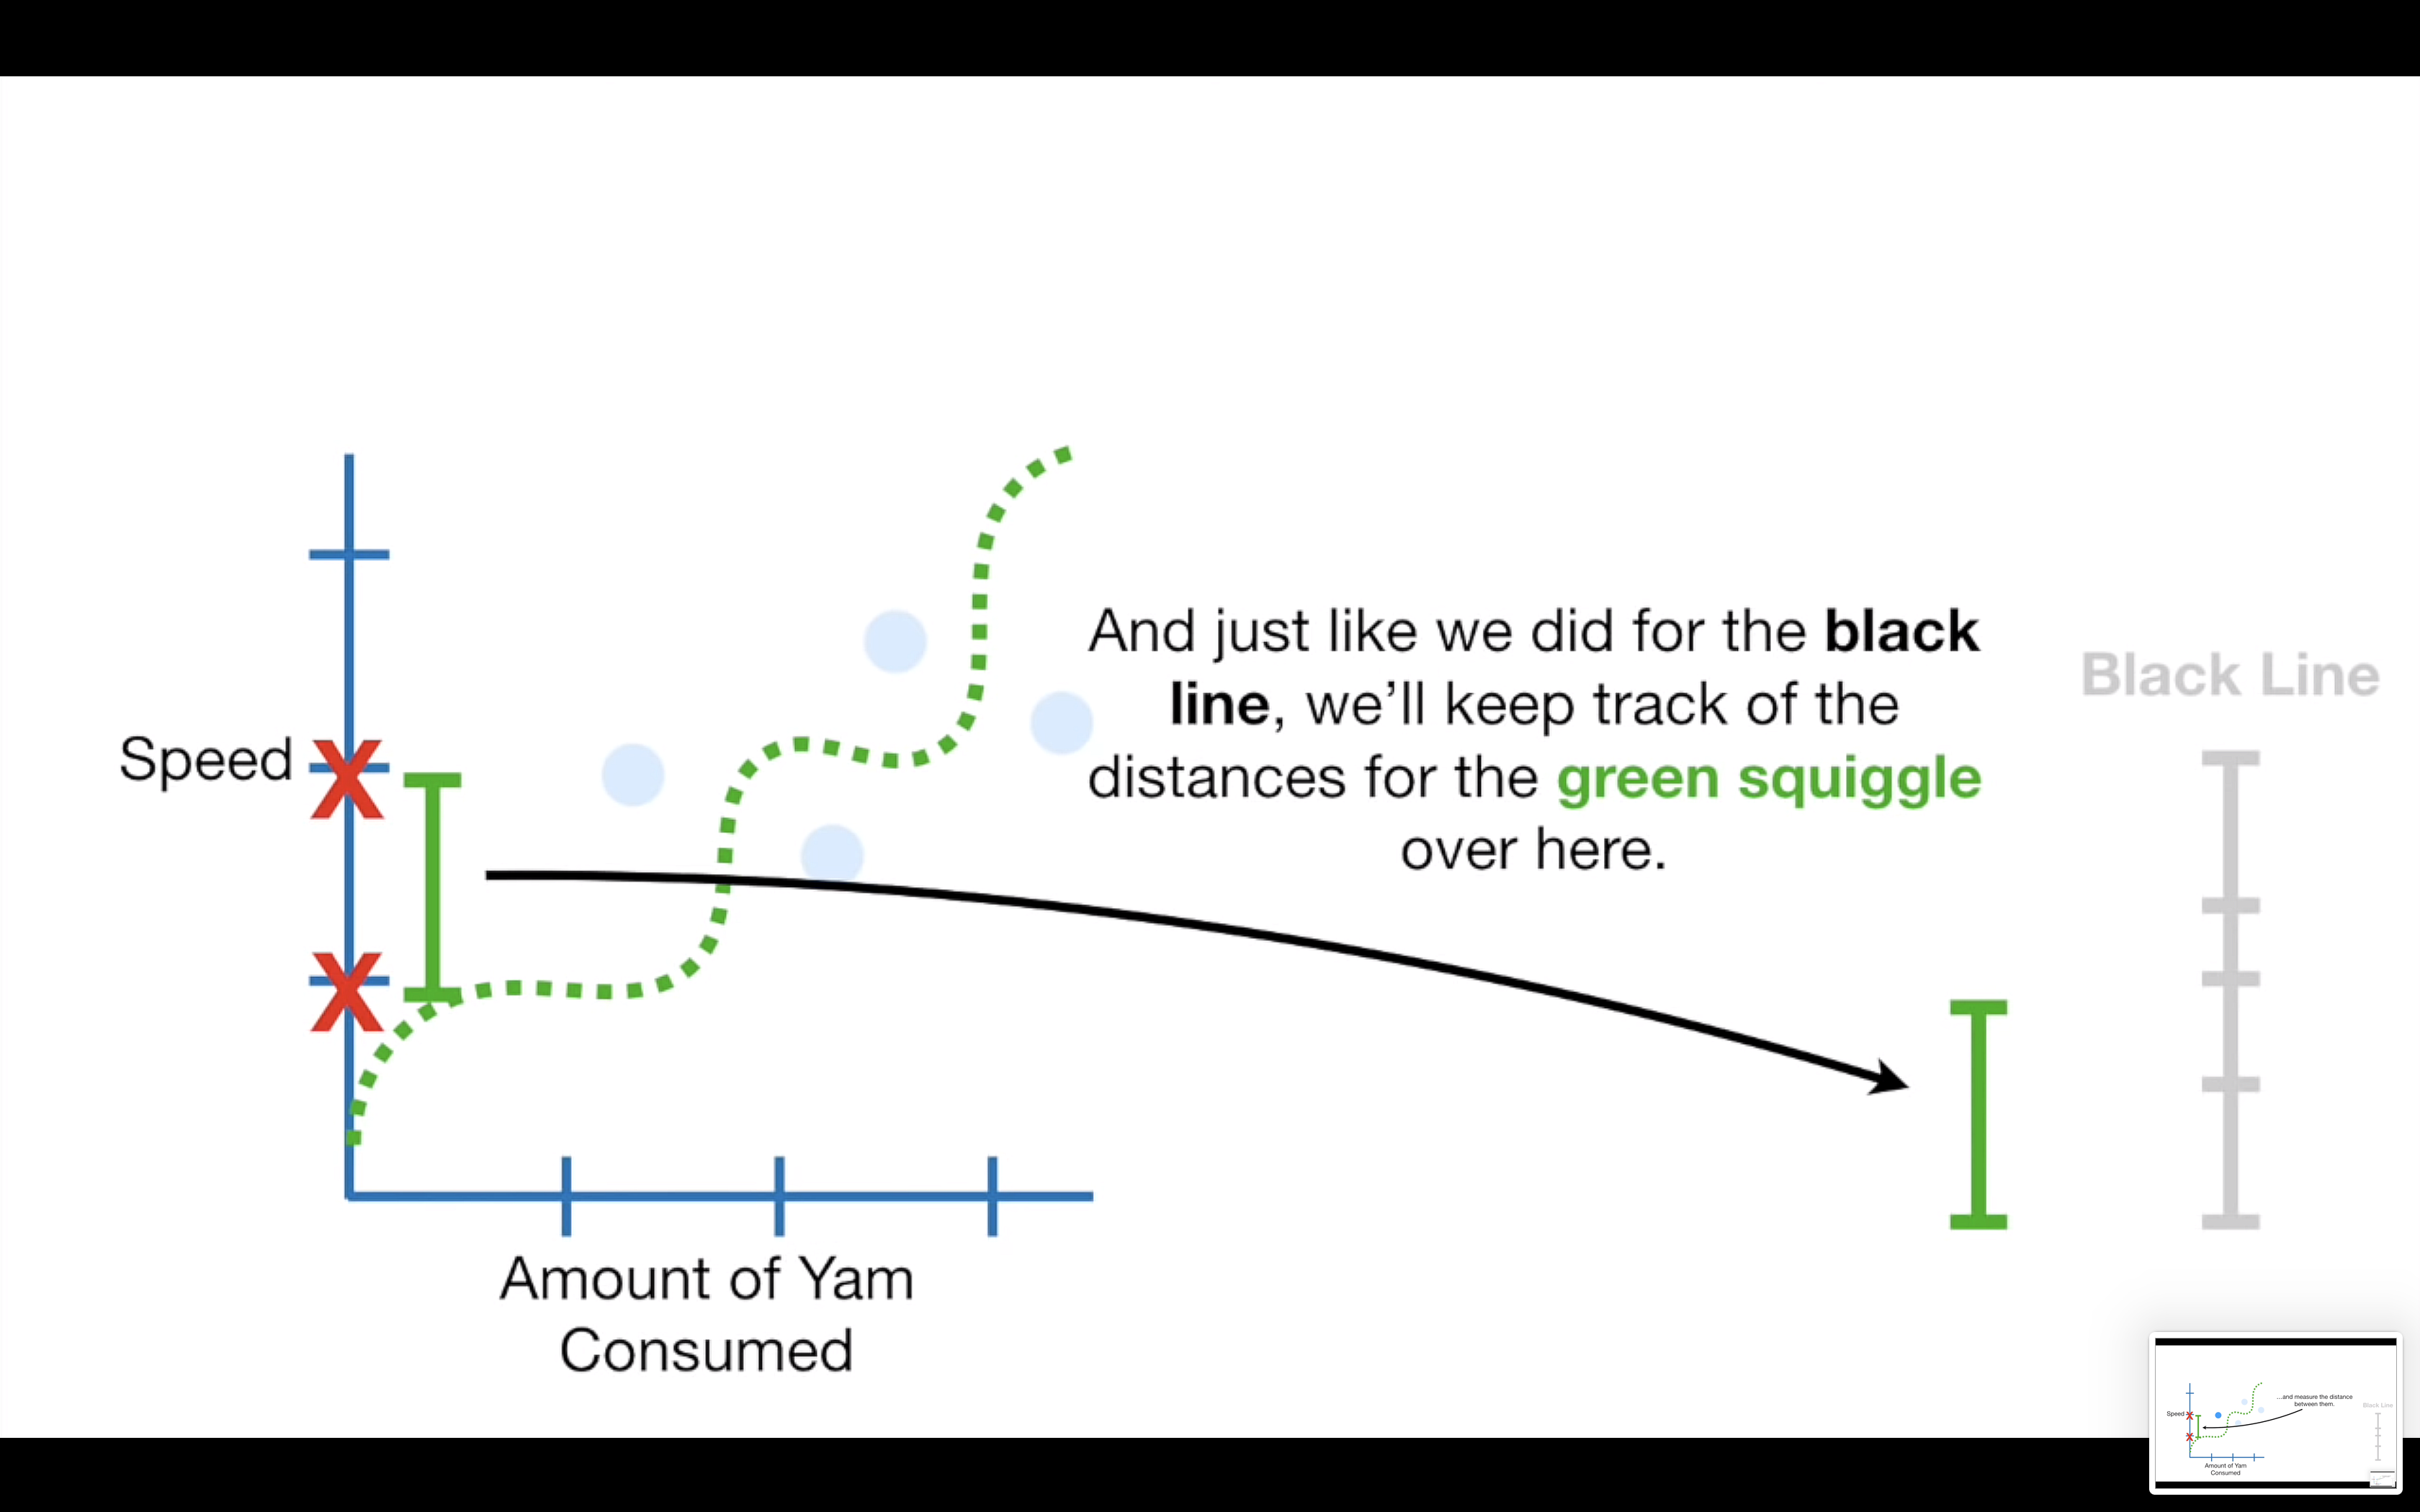 And just like we did for the black
line, we’ll keep track of the
distances for the green squiggle
over here.
Black Line
Speed
Amount of Yam
Consumed
...and measure the distance
between them.
Black Line
Speed
Amount of Yam
Consumed